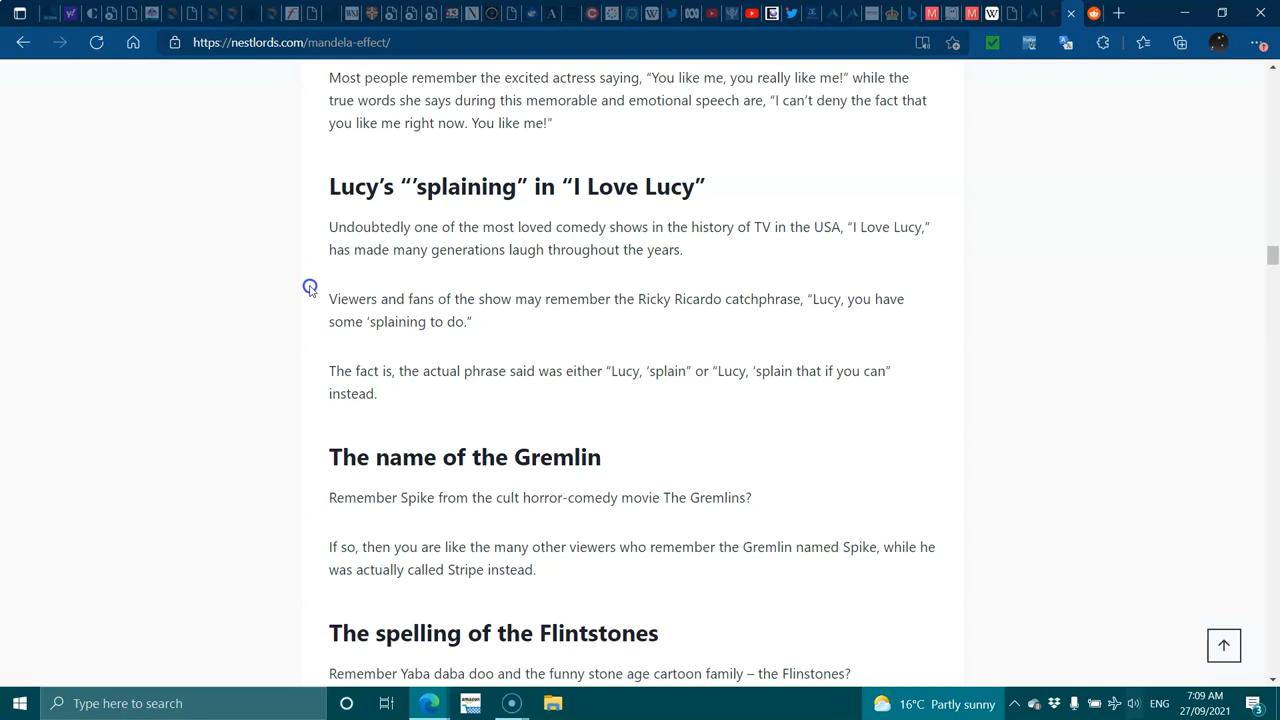 https://nestlords.com/mandela-effect/
Most people remember the excited actress saying, “You like me, you really like me!” while the
true words she says during this memorable and emotional speech are, “I can’t deny the fact that
you like me right now. You like me!”
Lucy’s “’splaining” in “I Love Lucy”
Undoubtedly one of the most loved comedy shows in the history of TV in the USA, “I Love Lucy,”
has made many generations laugh throughout the years.
Viewers and fans of the show may remember the Ricky Ricardo catchphrase, “Lucy, you have
some ‘splaining to do.”
The fact is, the actual phrase said was either “Lucy, ‘splain” or “Lucy, ‘splain that if you can”
instead.
The name of the Gremlin
Remember Spike from the cult horror-comedy movie The Gremlins?
If so, then you are like the many other viewers who remember the Gremlin named Spike, while he
was actually called Stripe instead.
The spelling of the Flintstones
Remember Yaba daba doo and the funny stone age cartoon family – the Flinstones?
Type here to search
16°C Partly sunny
ENG
7:09 AM
27/09/2021
3